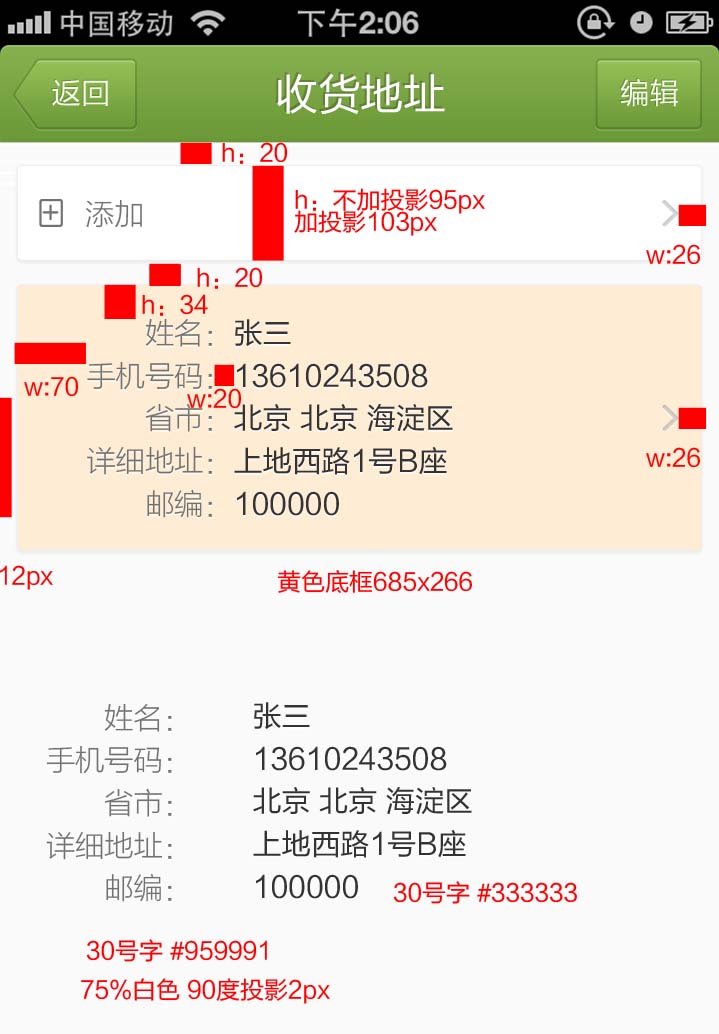 中国移动 下午2:06
返回 收货地址 编辑
h：20
添加
h：不加投影95px
加投影103px
w:26
h：20
h：34
姓名：张三
w:70
手机号码：13610243508
w:20
省市：北京 北京 海淀区
w:26
详细地址：上地西路1号B座
邮编：100000
12px
黄色底框685x266
姓名： 张三
手机号码： 13610243508
省市： 北京 北京 海淀区
详细地址： 上地西路1号B座
邮编： 100000
30号字 #333333
30号字 #959991
75%白色 90度投影2px